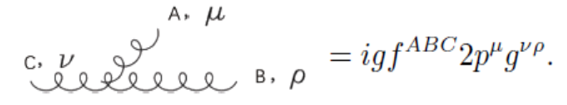 A, μ
C, ν
B, ρ
= igf^{ABC}2p^{μ}g^{νρ}.